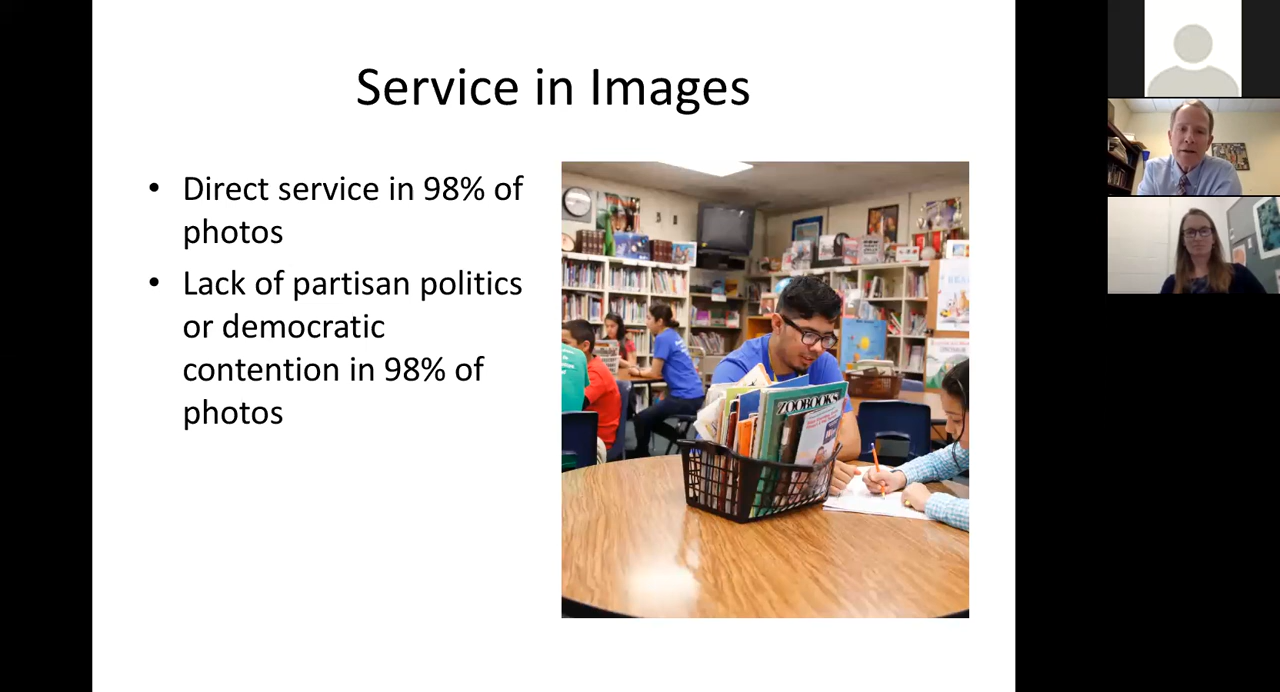 Service in Images
• Direct service in 98% of
photos
• Lack of partisan politics
or democratic
contention in 98% of
photos
ZOOBOOKS